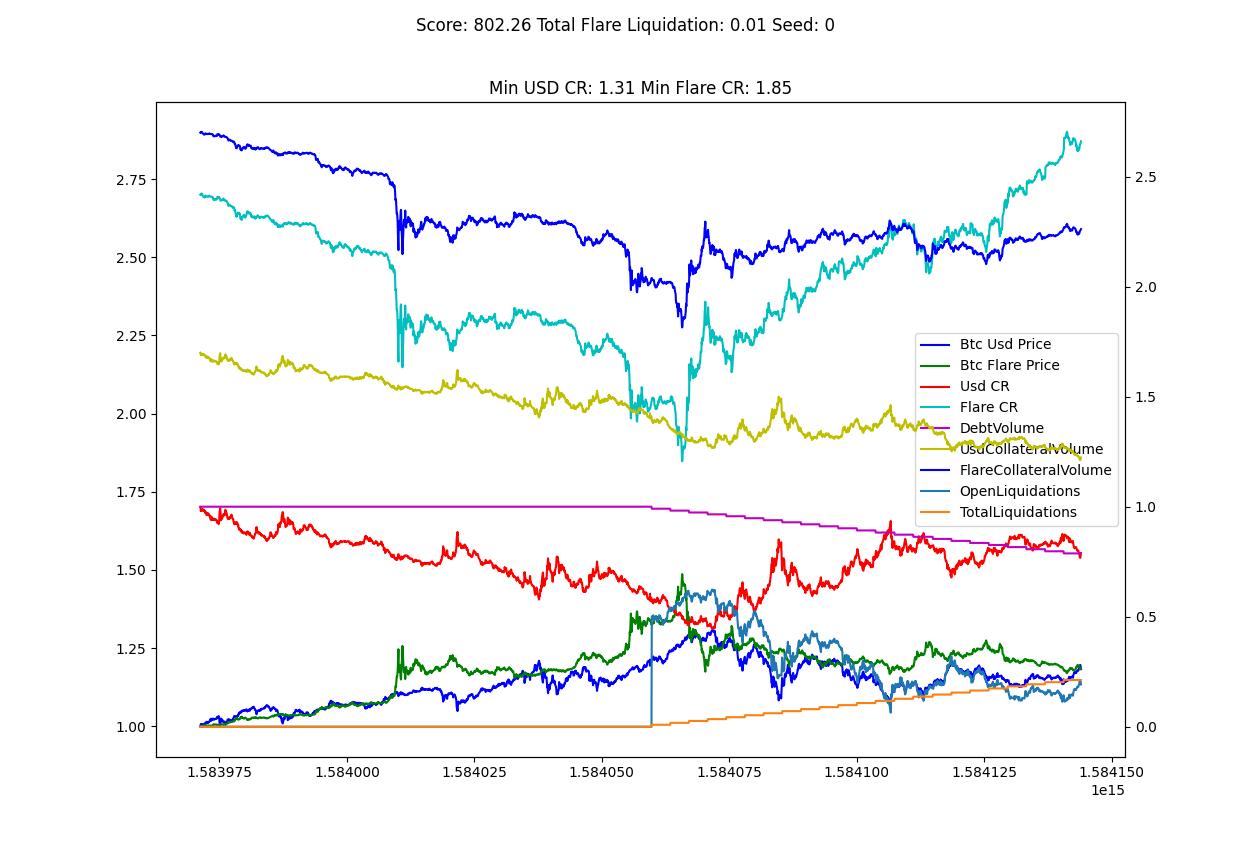 Score: 802.26 Total Flare Liquidation: 0.01 Seed: 0
Min USD CR: 1.31 Min Flare CR: 1.85
2.75
2.50
2.25
2.00
1.75
1.50
1.25
1.00
2.5
2.0
1.5
1.0
0.5
0.0
Btc Usd Price
Btc Flare Price
Usd CR
Flare CR
DebtVolume
UsdCollateralVolume
FlareCollateralVolume
OpenLiquidations
TotalLiquidations
1.583975 1.584000 1.584025 1.584050 1.584075 1.584100 1.584125 1.584150
1e15